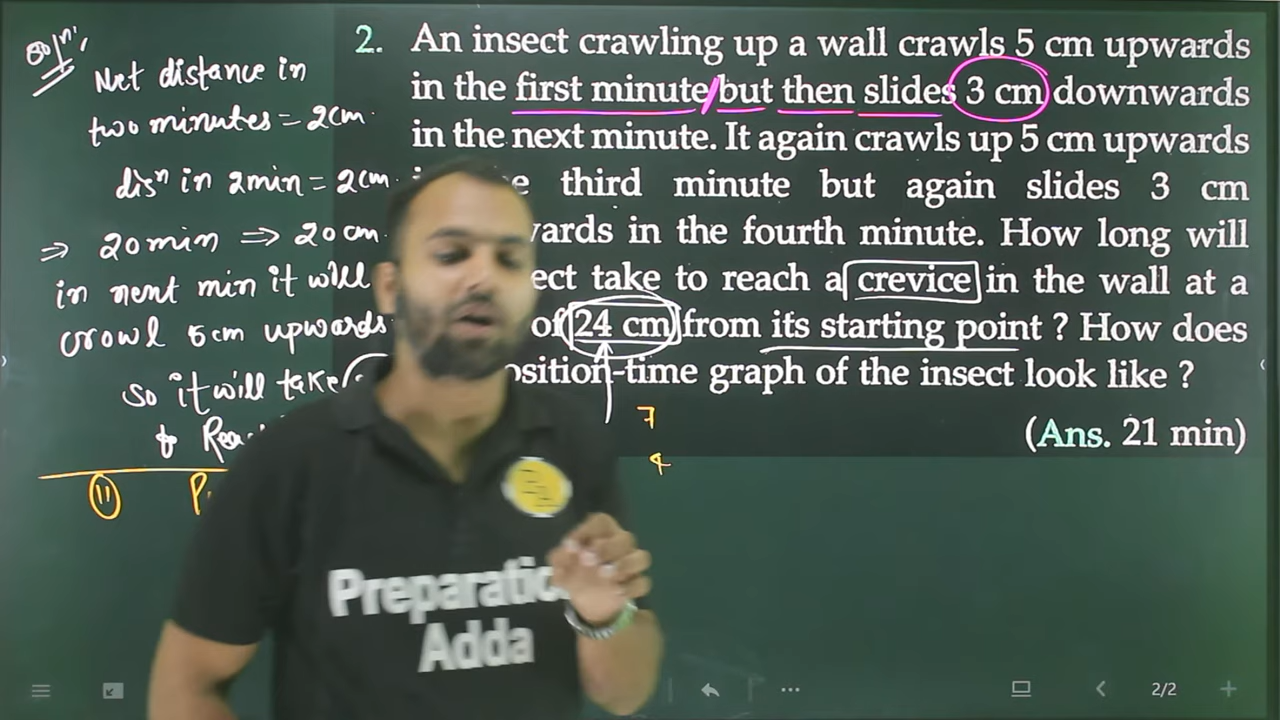 Solⁿ,
Net distance in
two minutes = 2cm.
disⁿ in 2min = 2cm.
⇒ 20min ⇒ 20cm.
in next min it will
crowl 5cm upwards
so it will take
&
11
2. An insect crawling up a wall crawls 5 cm upwards
in the first minute/but then slides 3 cm downwards
in the next minute. It again crawls up 5 cm upwards
third minute but again slides 3 cm
in the fourth minute. How long will
take to reach a crevice in the wall at a
of 24 cm from its starting point ? How does
-time graph of the insect look like ?
(Ans. 21 min)
7
4
Preparation
Adda
2/2